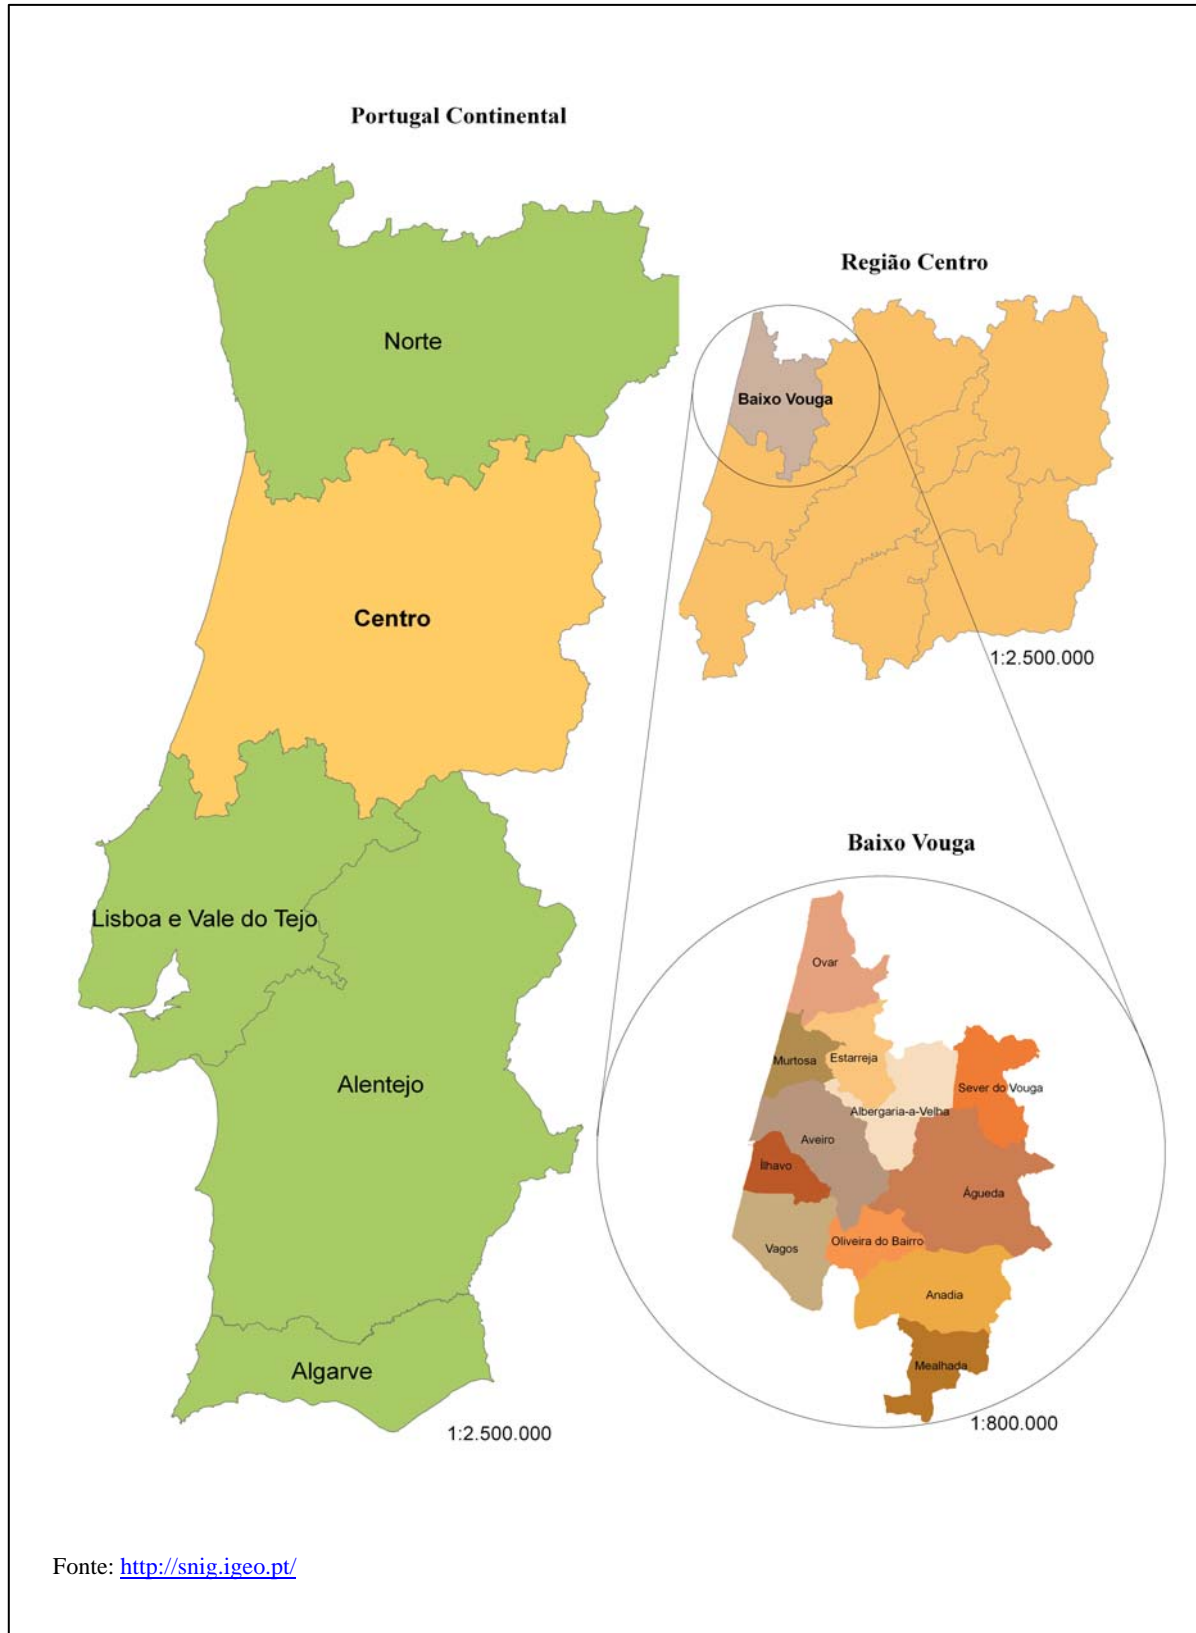 Portugal Continental
Norte
Centro
Lisboa e Vale do Tejo
Alentejo
Algarve
1:2.500.000
Região Centro
Baixo Vouga
1:2.500.000
Baixo Vouga
Ovar
Murtosa
Estarreja
Sever do Vouga
Albergaria-a-Velha
Aveiro
Ílhavo
Águeda
Vagos
Oliveira do Bairro
Anadia
Mealhada
1:800.000
Fonte: http://snig.igeo.pt/